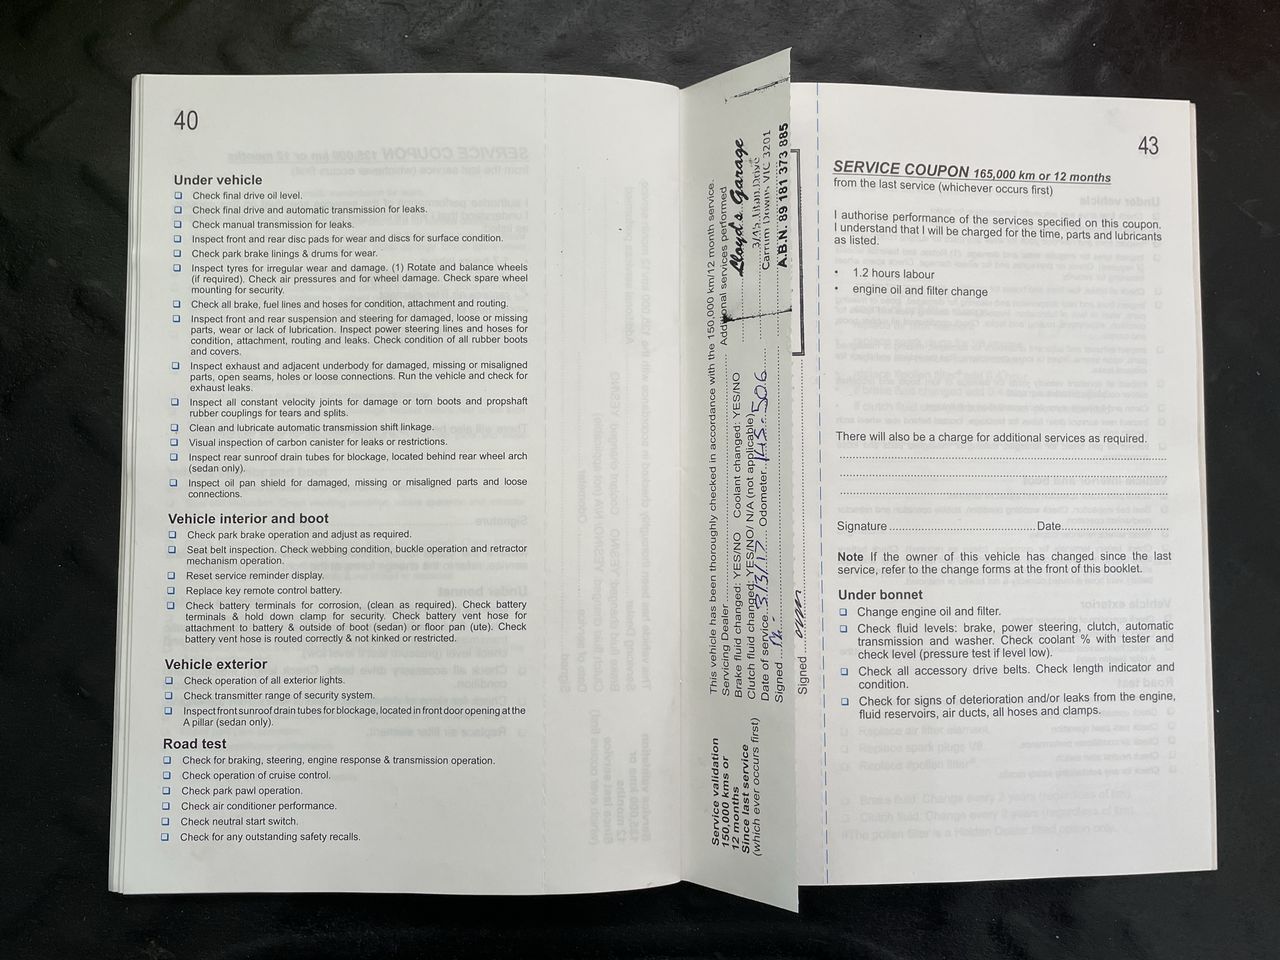 40
Under vehicle
Check final drive oil level.
Check final drive and automatic transmission for leaks.
Check manual transmission for leaks.
Inspect front and rear disc pads for wear and discs for surface condition.
Check park brake linings & drums for wear.
Inspect tyres for irregular wear and damage. (1) Rotate and balance wheels
(if required). Check air pressures and for wheel damage. Check spare wheel
mounting for security.
Check all brake, fuel lines and hoses for condition, attachment and routing.
Inspect front and rear suspension and steering for damaged, loose or missing
parts, wear or lack of lubrication. Inspect power steering lines and hoses for
condition, attachment, routing and leaks. Check condition of all rubber boots
and covers.
Inspect exhaust and adjacent underbody for damaged, missing or misaligned
parts, open seams, holes or loose connections. Run the vehicle and check for
exhaust leaks.
Inspect all constant velocity joints for damage or torn boots and propshaft
rubber couplings for tears and splits.
Clean and lubricate automatic transmission shift linkage.
Visual inspection of carbon canister for leaks or restrictions.
Inspect rear sunroof drain tubes for blockage, located behind rear wheel arch
(sedan only).
Inspect oil pan shield for damaged, missing or misaligned parts and loose
connections.
Vehicle interior and boot
Check park brake operation and adjust as required.
Seat belt inspection. Check webbing condition, buckle operation and retractor
mechanism operation.
Reset service reminder display.
Replace key remote control battery.
Check battery terminals for corrosion, (clean as required). Check battery
terminals & hold down clamp for security. Check battery vent hose for
attachment to battery & outside of boot (sedan) or floor pan (ute). Check
battery vent hose is routed correctly & not kinked or restricted.
Vehicle exterior
Check operation of all exterior lights.
Check transmitter range of security system.
Inspect front sunroof drain tubes for blockage, located in front door opening at the
A pillar (sedan only).
Road test
Check for braking, steering, engine response & transmission operation.
Check operation of cruise control.
Check park pawl operation.
Check air conditioner performance.
Check neutral start switch.
Check for any outstanding safety recalls.
Service validation
150,000 kms or
12 months
Since last service
(which ever occurs first)
This vehicle has been thoroughly checked in accordance with the 150,000 km/12 month service.
Servicing Dealer Additional services performed
Brake fluid changed: YES/NO Coolant changed: YES/NO
Clutch fluid changed: YES/NO/ N/A (not applicable)
Date of service 3/3/17 Odometer 145506
Signed
Signed
Lloyd's Garage
Carrum Downs VIC 3201
A.B.N. 89 181 373 885
43
SERVICE COUPON 165,000 km or 12 months
from the last service (whichever occurs first)
I authorise performance of the services specified on this coupon.
I understand that I will be charged for the time, parts and lubricants
as listed.
• 1.2 hours labour
• engine oil and filter change
There will also be a charge for additional services as required.
Signature Date
Note If the owner of this vehicle has changed since the last
service, refer to the change forms at the front of this booklet.
Under bonnet
Change engine oil and filter.
Check fluid levels: brake, power steering, clutch, automatic
transmission and washer. Check coolant % with tester and
check level (pressure test if level low).
Check all accessory drive belts. Check length indicator and
condition.
Check for signs of deterioration and/or leaks from the engine,
fluid reservoirs, air ducts, all hoses and clamps.